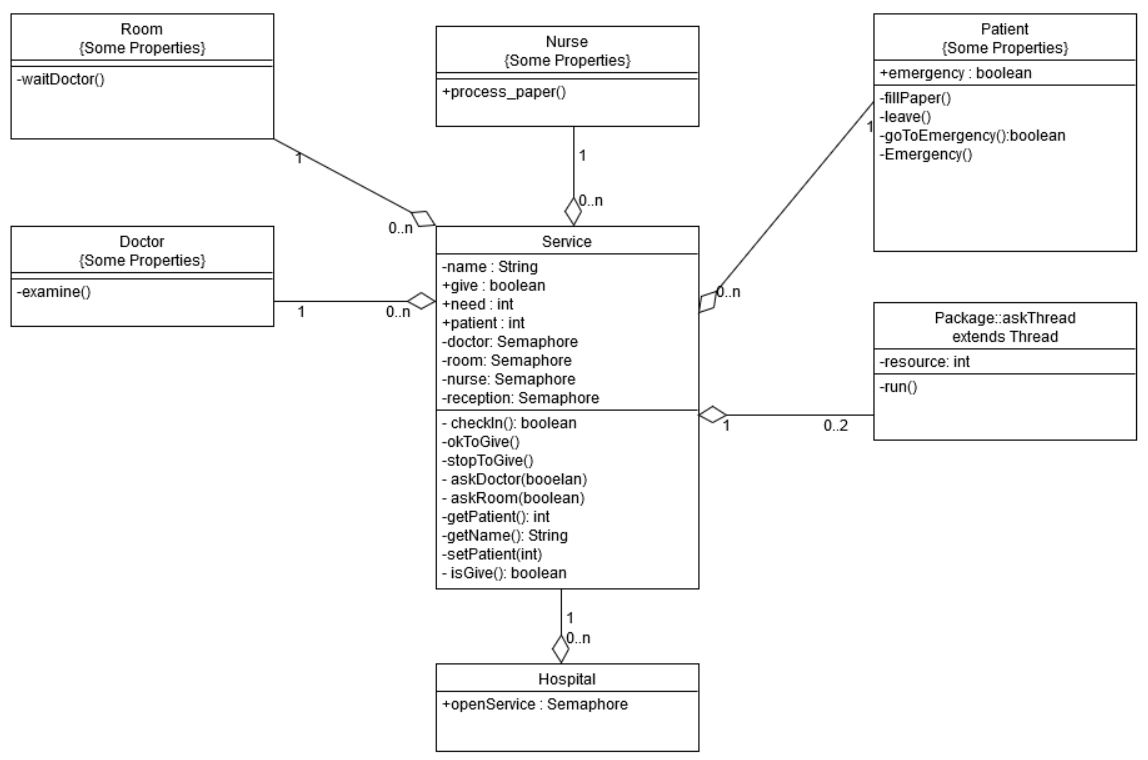 Room
{Some Properties}
-waitDoctor()
1
Nurse
{Some Properties}
+process_paper()
1
0..n
Patient
{Some Properties}
+emergency : boolean
-fillPaper()
-leave()
-goToEmergency():boolean
-Emergency()
1
0..n
0..n
Doctor
{Some Properties}
-examine()
1
0..n
Service
-name : String
+give : boolean
+need : int
+patient : int
-doctor: Semaphore
-room: Semaphore
-nurse: Semaphore
-reception: Semaphore
- checkIn(): boolean
-okToGive()
-stopToGive()
- askDoctor(booelan)
- askRoom(boolean)
-getPatient(): int
-getName(): String
-setPatient(int)
- isGive(): boolean
Package::askThread
extends Thread
-resource: int
-run()
1
0..2
1
0..n
Hospital
+openService : Semaphore